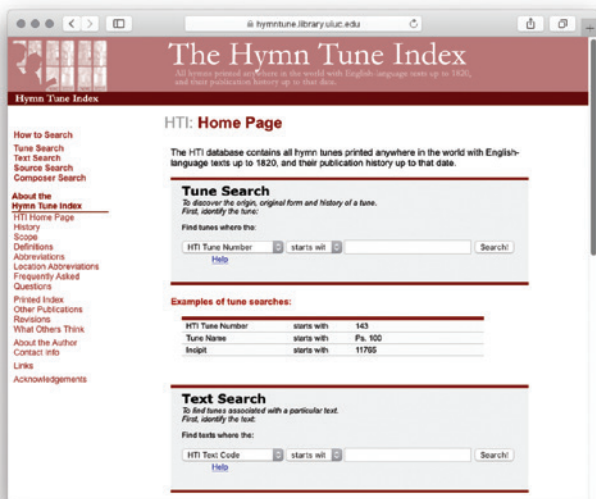 hymntune.library.uiuc.edu
The Hymn Tune Index
All hymns printed anywhere in the world with English-language texts up to 1820,
and their publication history up to that date.
Hymn Tune Index
HTI: Home Page
The HTI database contains all hymn tunes printed anywhere in the world with English-
language texts up to 1820, and their publication history up to that date.
How to Search
Tune Search
Text Search
Source Search
Composer Search
About the
Hymn Tune Index
HTI Home Page
History
Scope
Definitions
Abbreviations
Location Abbreviations
Frequently Asked
Questions
Printed Index
Other Publications
Revisions
What Others Think
About the Author
Contact Info
Links
Acknowledgements
Tune Search
To discover the origin, original form and history of a tune.
First, identify the tune:
Find tunes where the:
HTI Tune Number starts wit Search!
Help
Examples of tune searches:
HTI Tune Number starts with 143
Tune Name starts with Ps. 100
Incipit starts with 11765
Text Search
To find tunes associated with a particular text.
First, identify the text:
Find texts where the:
HTI Text Code starts wit Search!
Help